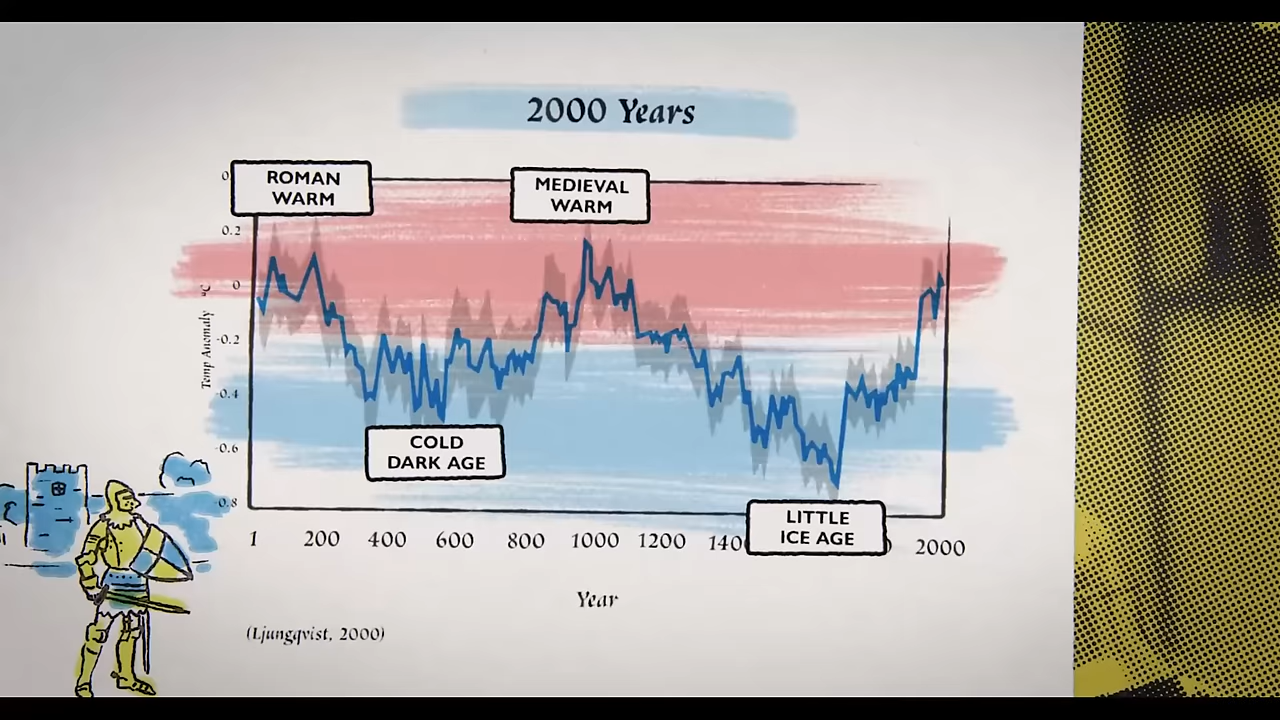 2000 Years
ROMAN
WARM
MEDIEVAL
WARM
0.2
0
-0.2
-0.4
-0.6
-0.8
Temp Anomaly °C
COLD
DARK AGE
LITTLE
ICE AGE
1 200 400 600 800 1000 1200 2000
Year
(Ljungqvist, 2000)